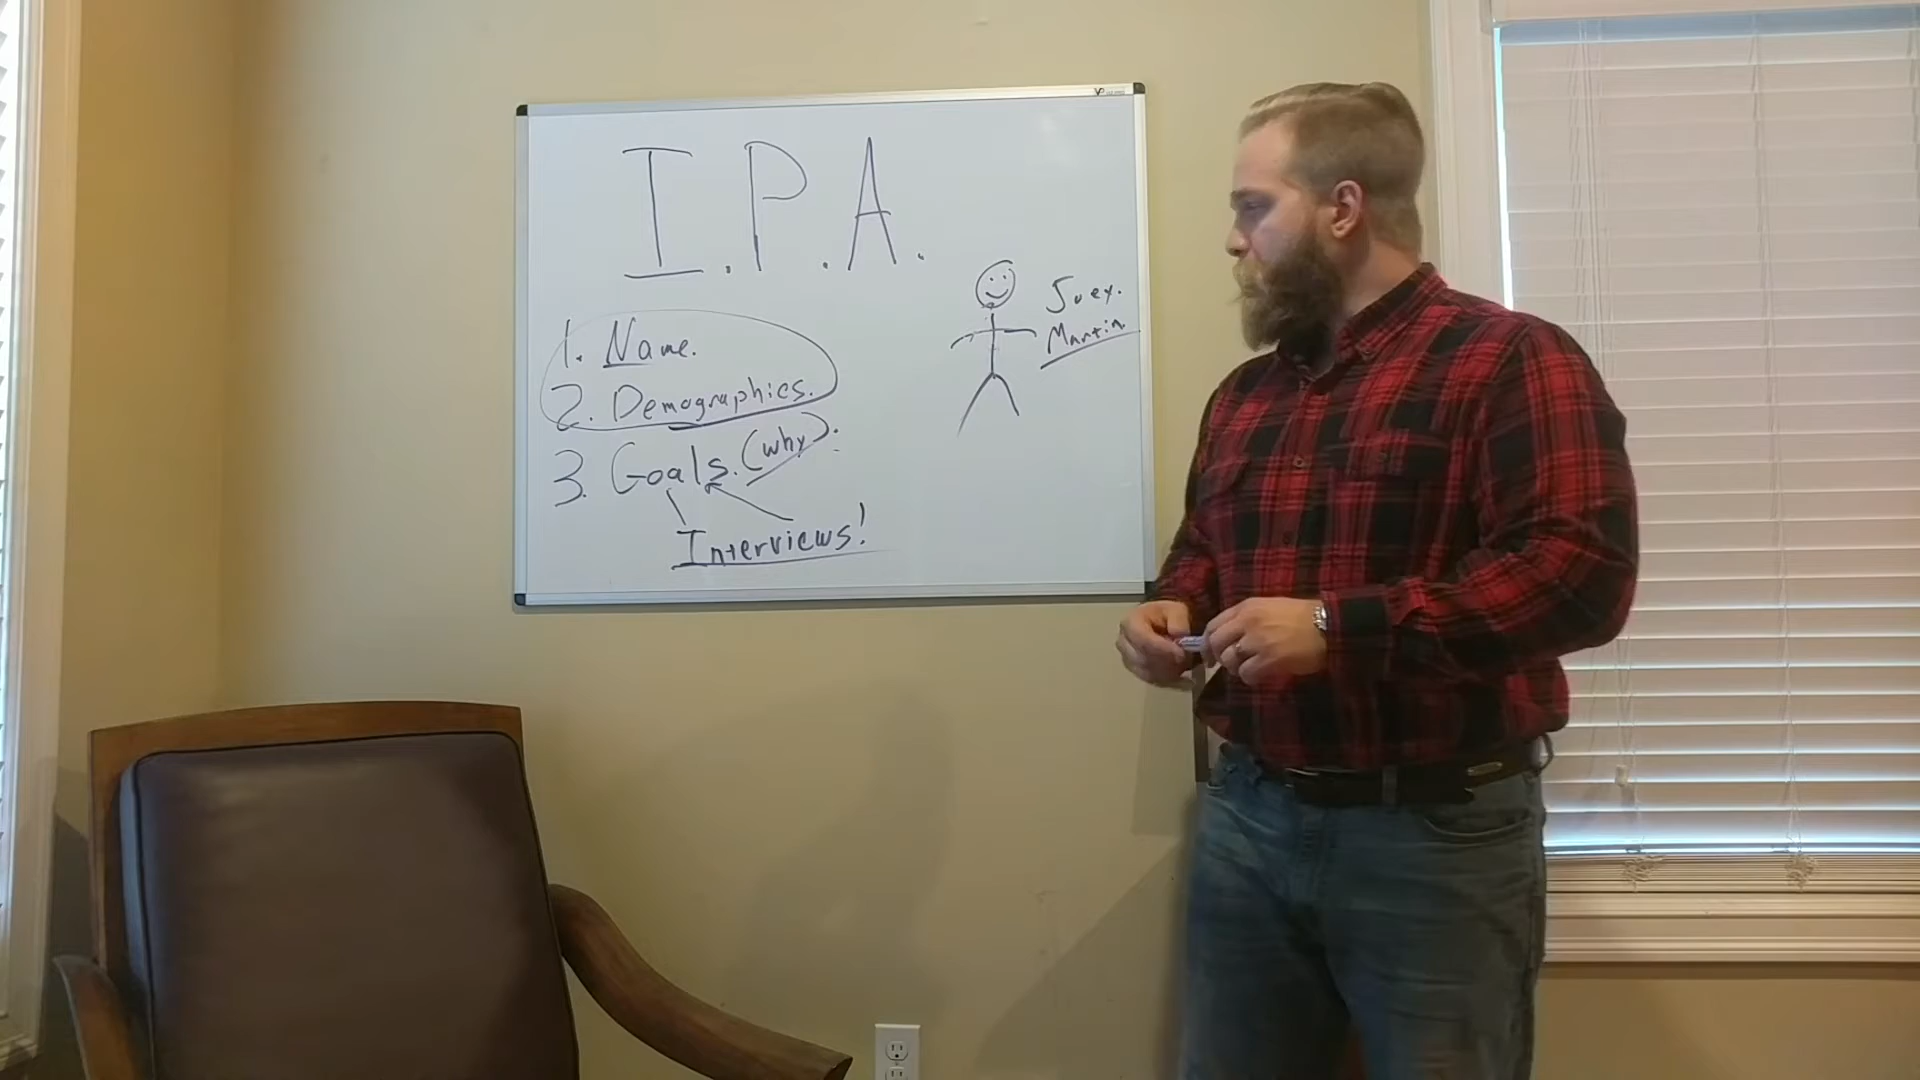 I.P.A.
1. Name.
2. Demographics.
3. Goals. (why).
Interviews!
Joey.
Martin